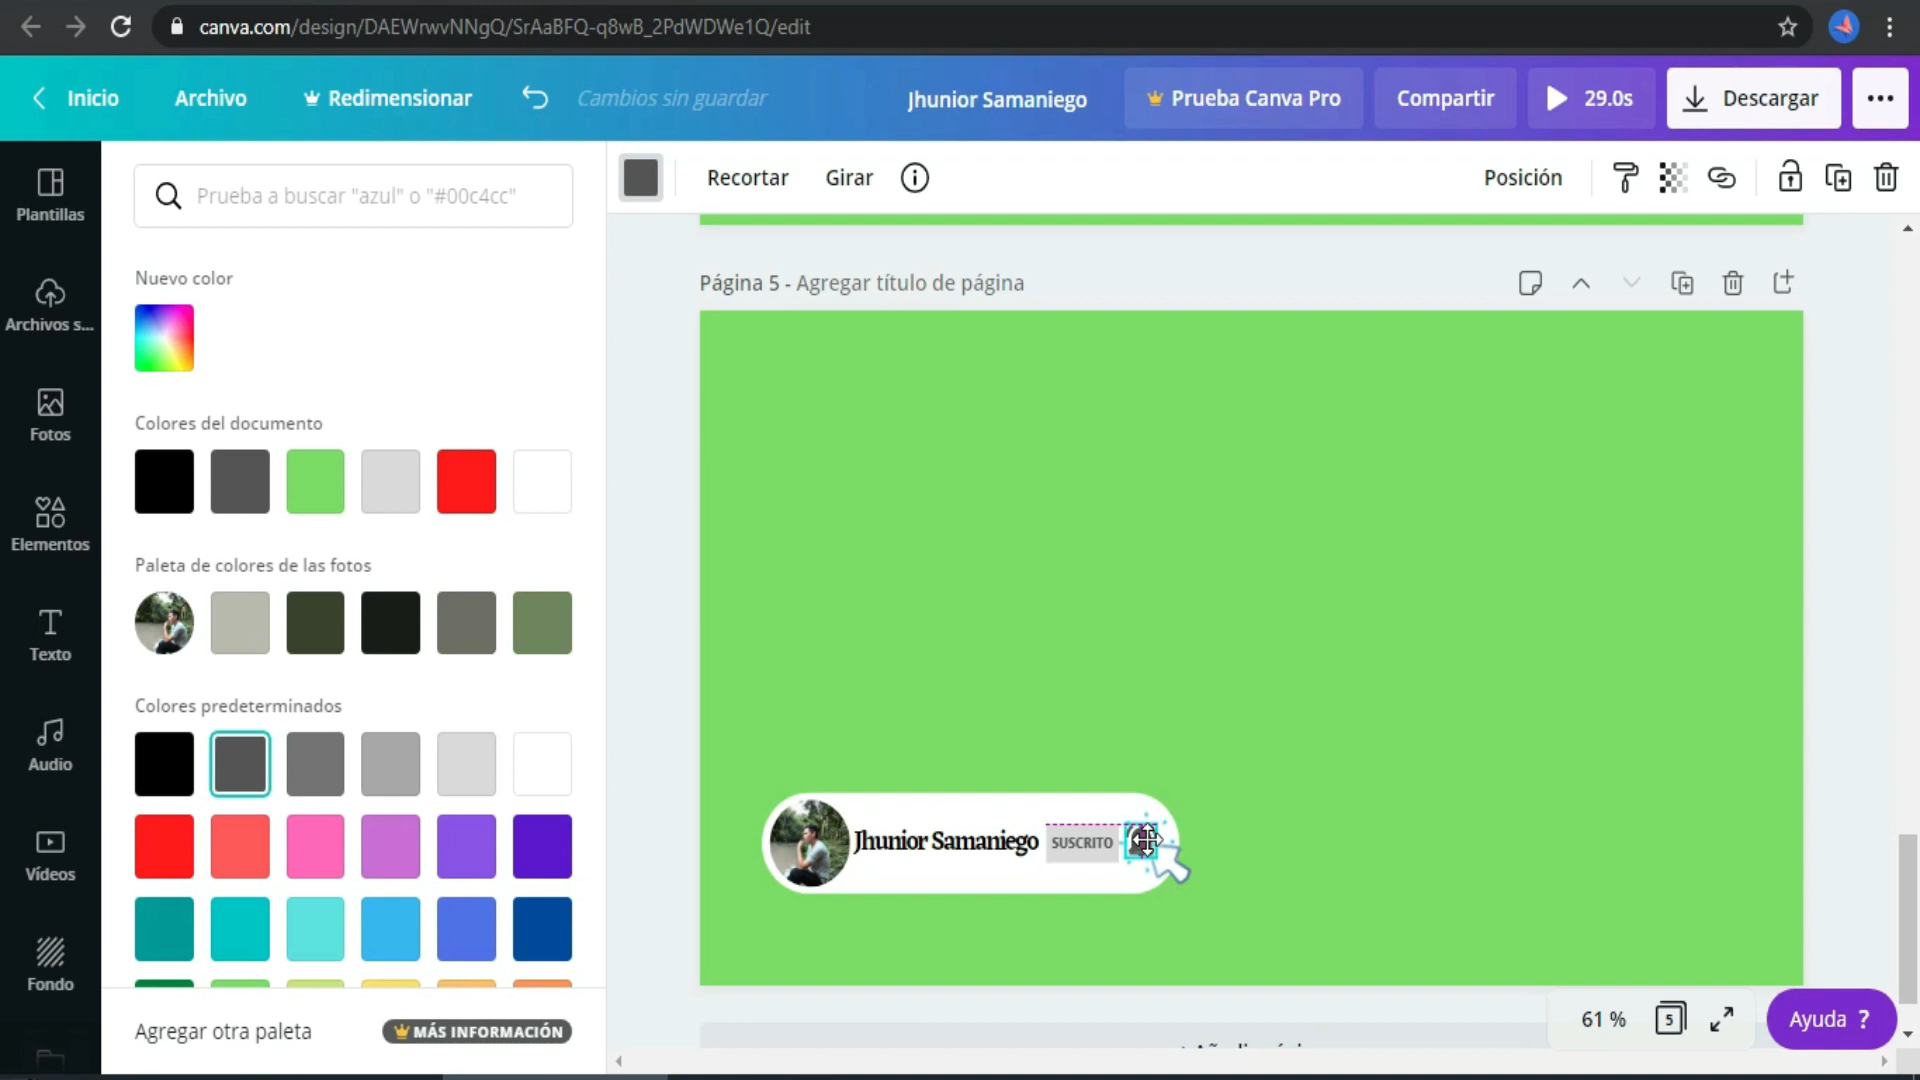 canva.com/design/DAEWrwvNNgQ/SrAaBFQ-q8wB_2PdWDWe1Q/edit
Inicio
Archivo
Redimensionar
Cambios sin guardar
Jhunior Samaniego
Prueba Canva Pro
Compartir
29.0s
Descargar
Plantillas
Archivos s...
Fotos
Elementos
Texto
Audio
Vídeos
Fondo
Prueba a buscar "azul" o "#00c4cc"
Nuevo color
Colores del documento
Paleta de colores de las fotos
Colores predeterminados
Agregar otra paleta
MÁS INFORMACIÓN
Recortar
Girar
Posición
Página 5 - Agregar título de página
Jhunior Samaniego
SUSCRITO
61 %
5
Ayuda ?